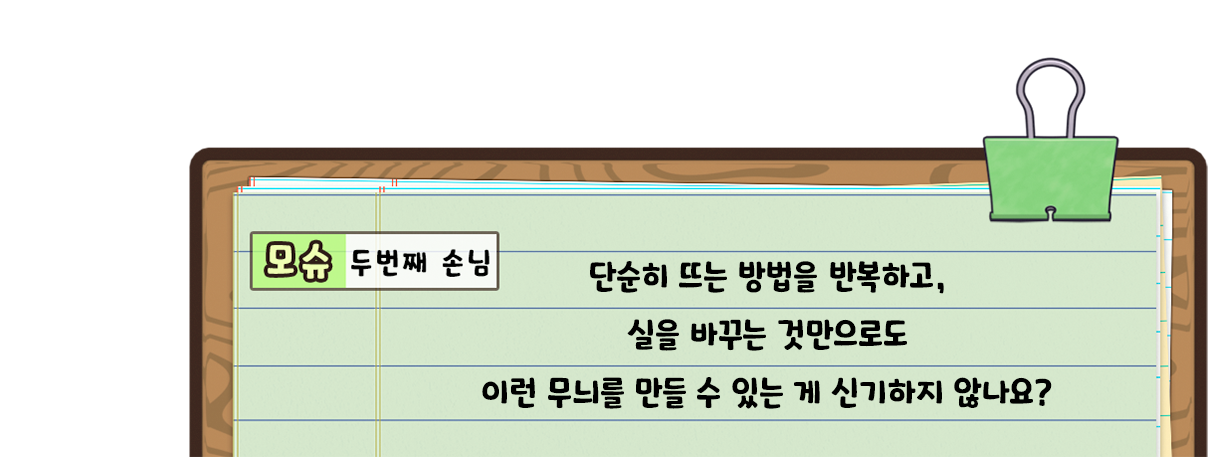 모슈 두번째 손님
단순히 뜨는 방법을 반복하고,
실을 바꾸는 것만으로도
이런 무늬를 만들 수 있는 게 신기하지 않나요?